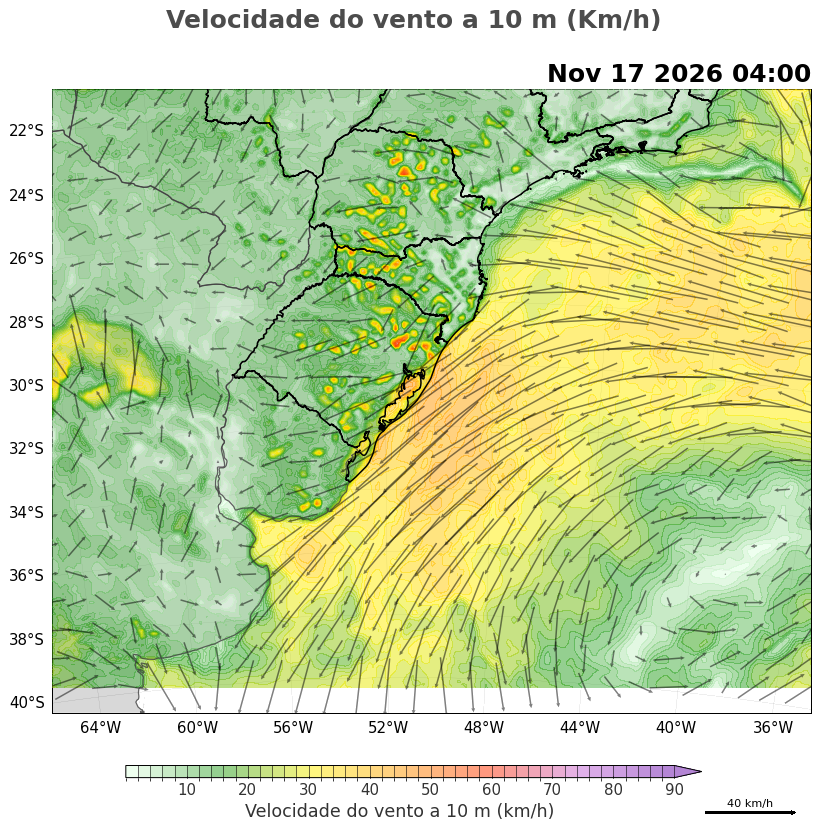 Velocidade do vento a 10 m (Km/h)
Nov 17 2026 04:00
22°S
24°S
26°S
28°S
30°S
32°S
34°S
36°S
38°S
40°S
64°W 60°W 56°W 52°W 48°W 44°W 40°W 36°W
10 20 30 40 50 60 70 80 90
Velocidade do vento a 10 m (km/h)
40 km/h